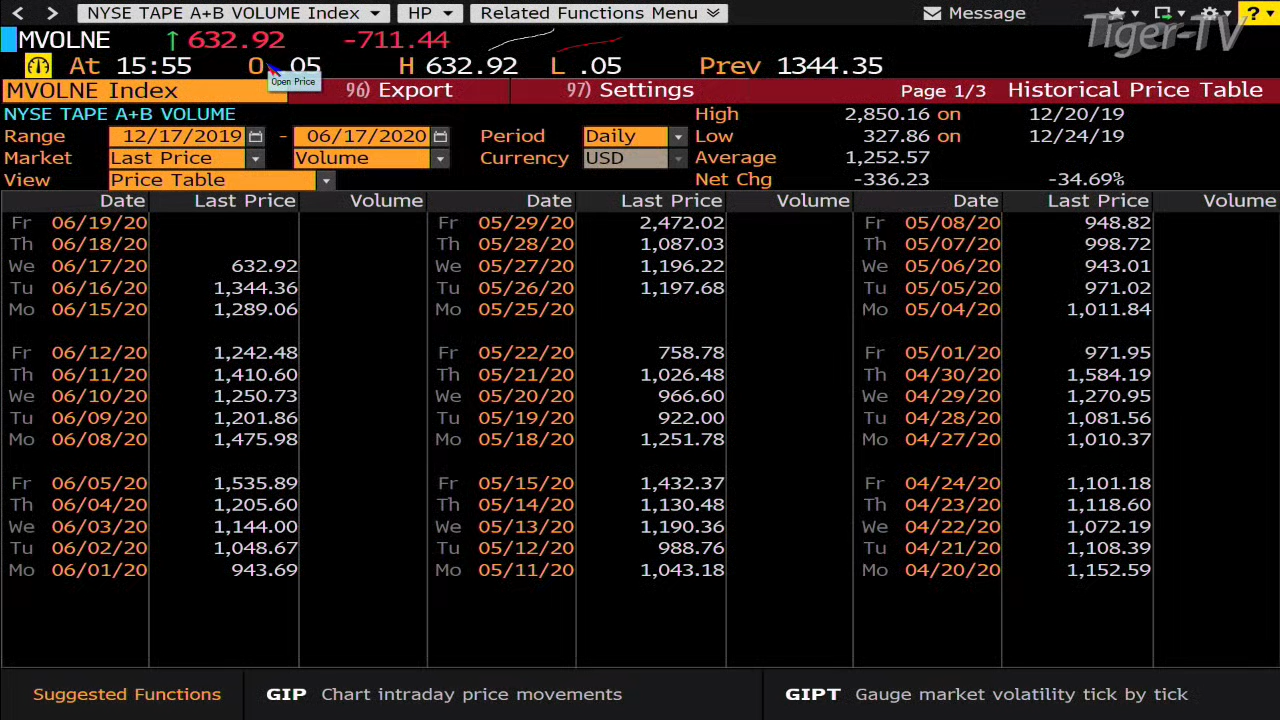 NYSE TAPE A+B VOLUME Index HP Related Functions Menu Message ?
Tiger-TV
MVOLNE ↑ 632.92 -711.44
At 15:55 O .05 H 632.92 L .05 Prev 1344.35
Open Price
MVOLNE Index 96) Export 97) Settings Page 1/3 Historical Price Table
NYSE TAPE A+B VOLUME High 2,850.16 on 12/20/19
Range 12/17/2019 - 06/17/2020 Period Daily Low 327.86 on 12/24/19
Market Last Price Volume Currency USD Average 1,252.57
View Price Table Net Chg -336.23 -34.69%
Date Last Price Volume Date Last Price Volume Date Last Price Volume
Fr 06/19/20 Fr 05/29/20 2,472.02 Fr 05/08/20 948.82
Th 06/18/20 Th 05/28/20 1,087.03 Th 05/07/20 998.72
We 06/17/20 632.92 We 05/27/20 1,196.22 We 05/06/20 943.01
Tu 06/16/20 1,344.36 Tu 05/26/20 1,197.68 Tu 05/05/20 971.02
Mo 06/15/20 1,289.06 Mo 05/25/20 Mo 05/04/20 1,011.84
Fr 06/12/20 1,242.48 Fr 05/22/20 758.78 Fr 05/01/20 971.95
Th 06/11/20 1,410.60 Th 05/21/20 1,026.48 Th 04/30/20 1,584.19
We 06/10/20 1,250.73 We 05/20/20 966.60 We 04/29/20 1,270.95
Tu 06/09/20 1,201.86 Tu 05/19/20 922.00 Tu 04/28/20 1,081.56
Mo 06/08/20 1,475.98 Mo 05/18/20 1,251.78 Mo 04/27/20 1,010.37
Fr 06/05/20 1,535.89 Fr 05/15/20 1,432.37 Fr 04/24/20 1,101.18
Th 06/04/20 1,205.60 Th 05/14/20 1,130.48 Th 04/23/20 1,118.60
We 06/03/20 1,144.00 We 05/13/20 1,190.36 We 04/22/20 1,072.19
Tu 06/02/20 1,048.67 Tu 05/12/20 988.76 Tu 04/21/20 1,108.39
Mo 06/01/20 943.69 Mo 05/11/20 1,043.18 Mo 04/20/20 1,152.59
Suggested Functions GIP Chart intraday price movements GIPT Gauge market volatility tick by tick